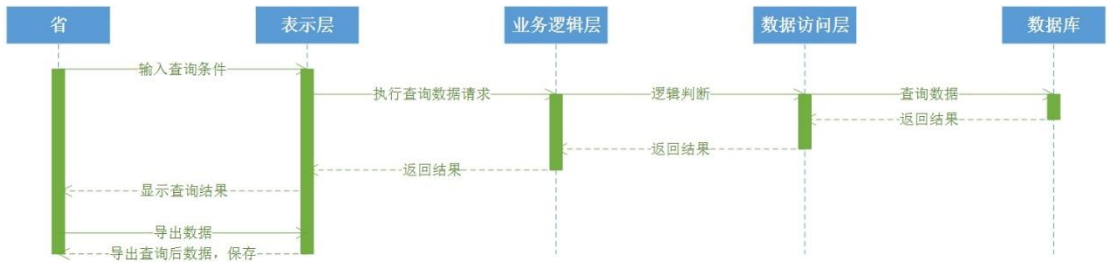 省
表示层
业务逻辑层
数据访问层
数据库
输入查询条件
执行查询数据请求
逻辑判断
查询数据
返回结果
返回结果
返回结果
显示查询结果
导出数据
导出查询后数据，保存